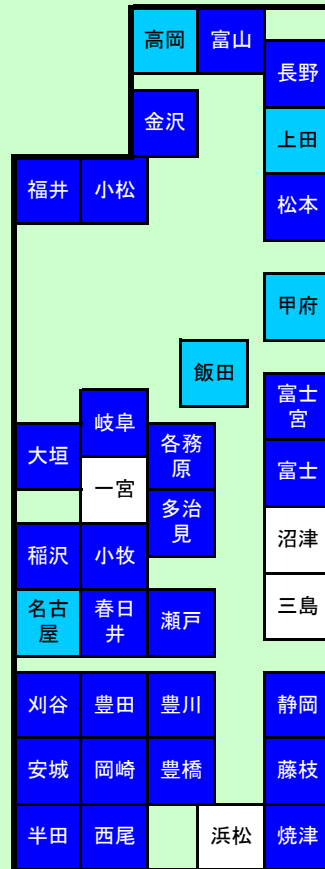 高岡 富山
長野
金沢
上田
福井 小松
松本
甲府
飯田
富士
宮
岐阜
大垣
各務
原
富士
一宮
多治
見
沼津
稲沢 小牧
三島
名古
屋
春日
井
瀬戸
刈谷 豊田 豊川 静岡
安城 岡崎 豊橋 藤枝
半田 西尾 浜松 焼津